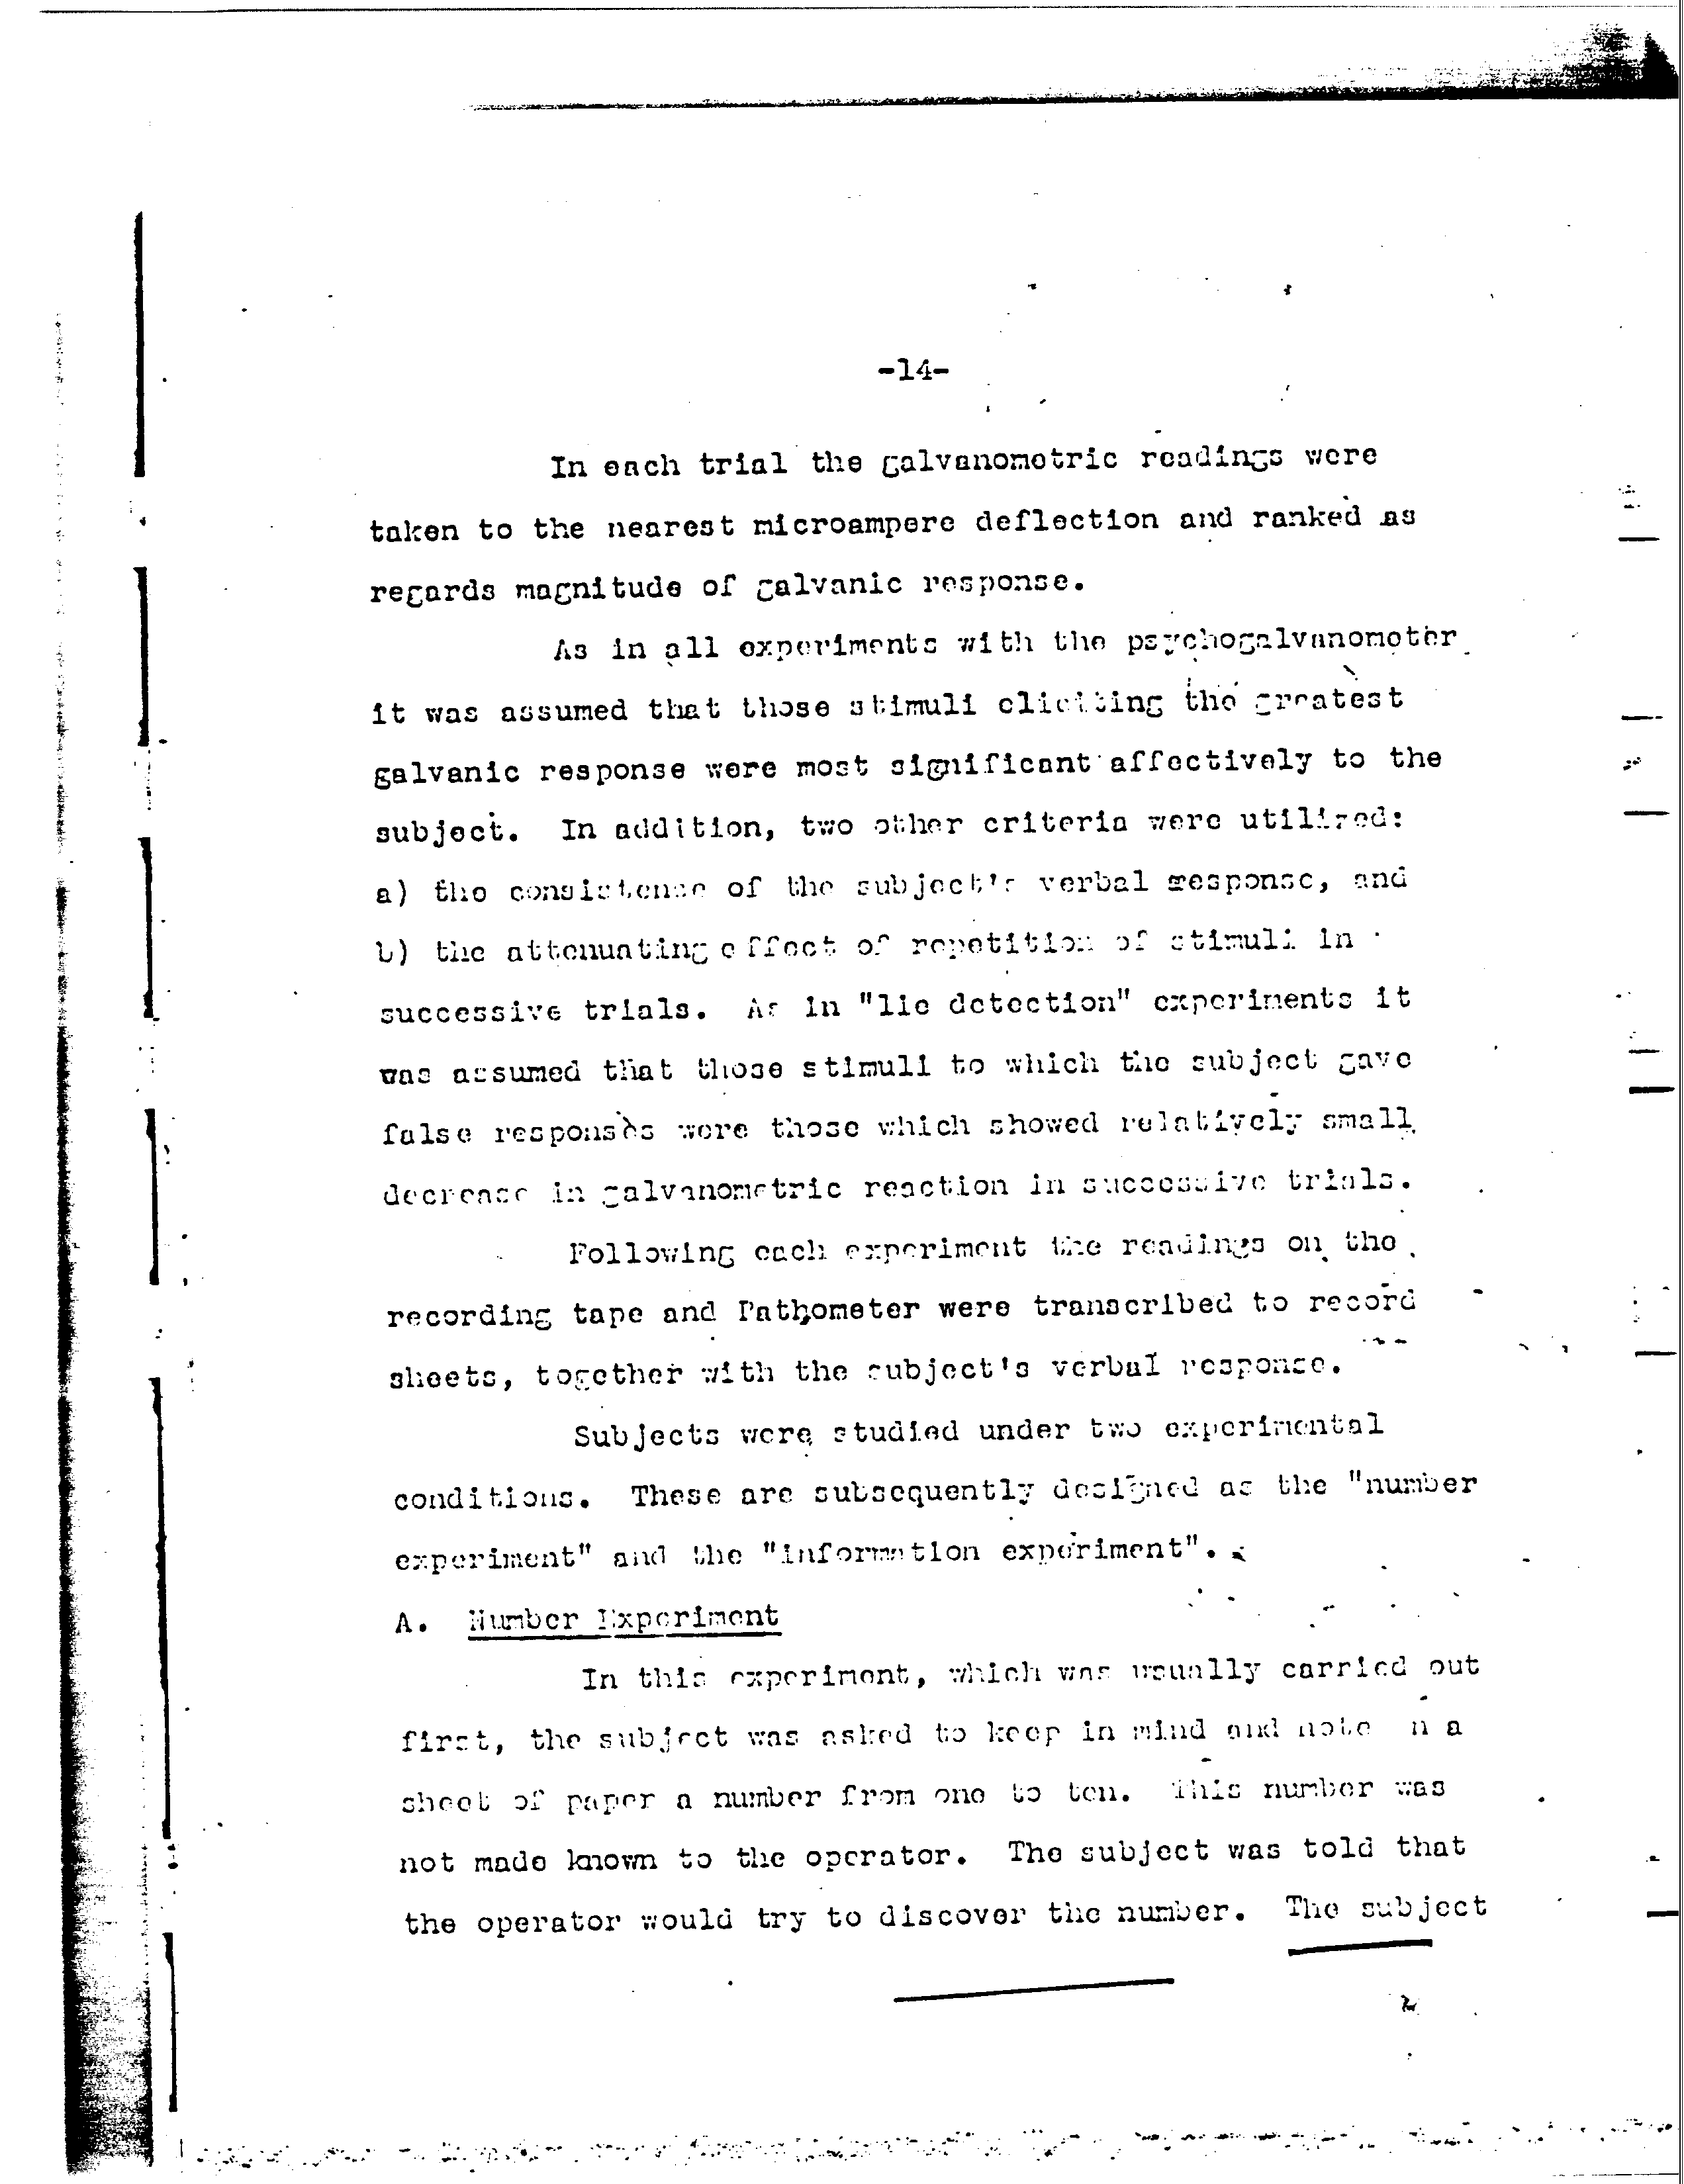 -14-
In each trial the galvanometric readings were
taken to the nearest microampere deflection and ranked as
regards magnitude of galvanic response.
As in all experiments with the psychogalvanometer
it was assumed that those stimuli eliciting the greatest
galvanic response were most significant affectively to the
subject. In addition, two other criteria were utilized:
a) the consistence of the subject's verbal response, and
b) the attenuating effect of repetition of stimuli in
successive trials. As in "lie detection" experiments it
was assumed that those stimuli to which the subject gave
false responses were those which showed relatively small
decrease in galvanometric reaction in successive trials.
Following each experiment the readings on the
recording tape and Pathometer were transcribed to record
sheets, together with the subject's verbal response.
Subjects were studied under two experimental
conditions. These are subsequently designed as the "number
experiment" and the "information experiment".
A. Number Experiment
In this experiment, which was usually carried out
first, the subject was asked to keep in mind and note n a
sheet of paper a number from one to ten. This number was
not made known to the operator. The subject was told that
the operator would try to discover the number. The subject